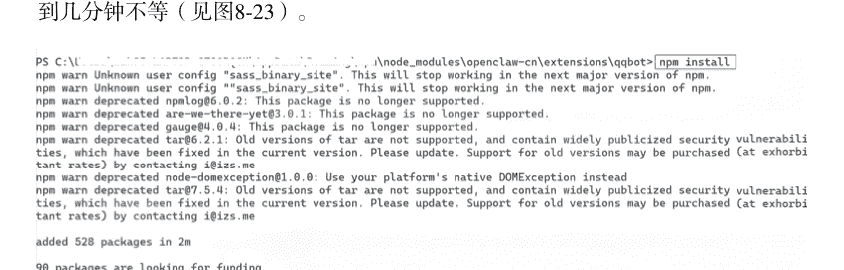 到几分钟不等（见图8-23）。
PS C:\ \node_modules\openclaw-cn\extensions\qqbot> npm install
npm warn Unknown user config "sass_binary_site". This will stop working in the next major version of npm.
npm warn Unknown user config ""sass_binary_site". This will stop working in the next major version of npm.
npm warn deprecated npmlog@6.0.2: This package is no longer supported.
npm warn deprecated are-we-there-yet@3.0.1: This package is no longer supported.
npm warn deprecated gauge@4.0.4: This package is no longer supported.
npm warn deprecated tar@6.2.1: Old versions of tar are not supported, and contain widely publicized security vulnerabili
ties, which have been fixed in the current version. Please update. Support for old versions may be purchased (at exhorbi
tant rates) by contacting i@izs.me
npm warn deprecated node-domexception@1.0.0: Use your platform's native DOMException instead
npm warn deprecated tar@7.5.4: Old versions of tar are not supported, and contain widely publicized security vulnerabili
ties, which have been fixed in the current version. Please update. Support for old versions may be purchased (at exhorbi
tant rates) by contacting i@izs.me
added 528 packages in 2m
90 packages are looking for funding